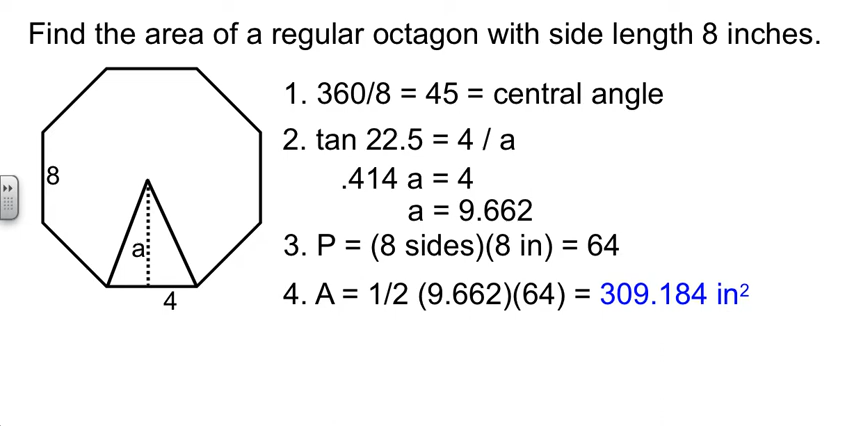 Find the area of a regular octagon with side length 8 inches.
1. 360/8 = 45 = central angle
2. tan 22.5 = 4 / a
.414 a = 4
a = 9.662
3. P = (8 sides)(8 in) = 64
4. A = 1/2 (9.662)(64) = 309.184 in²
8
a
4